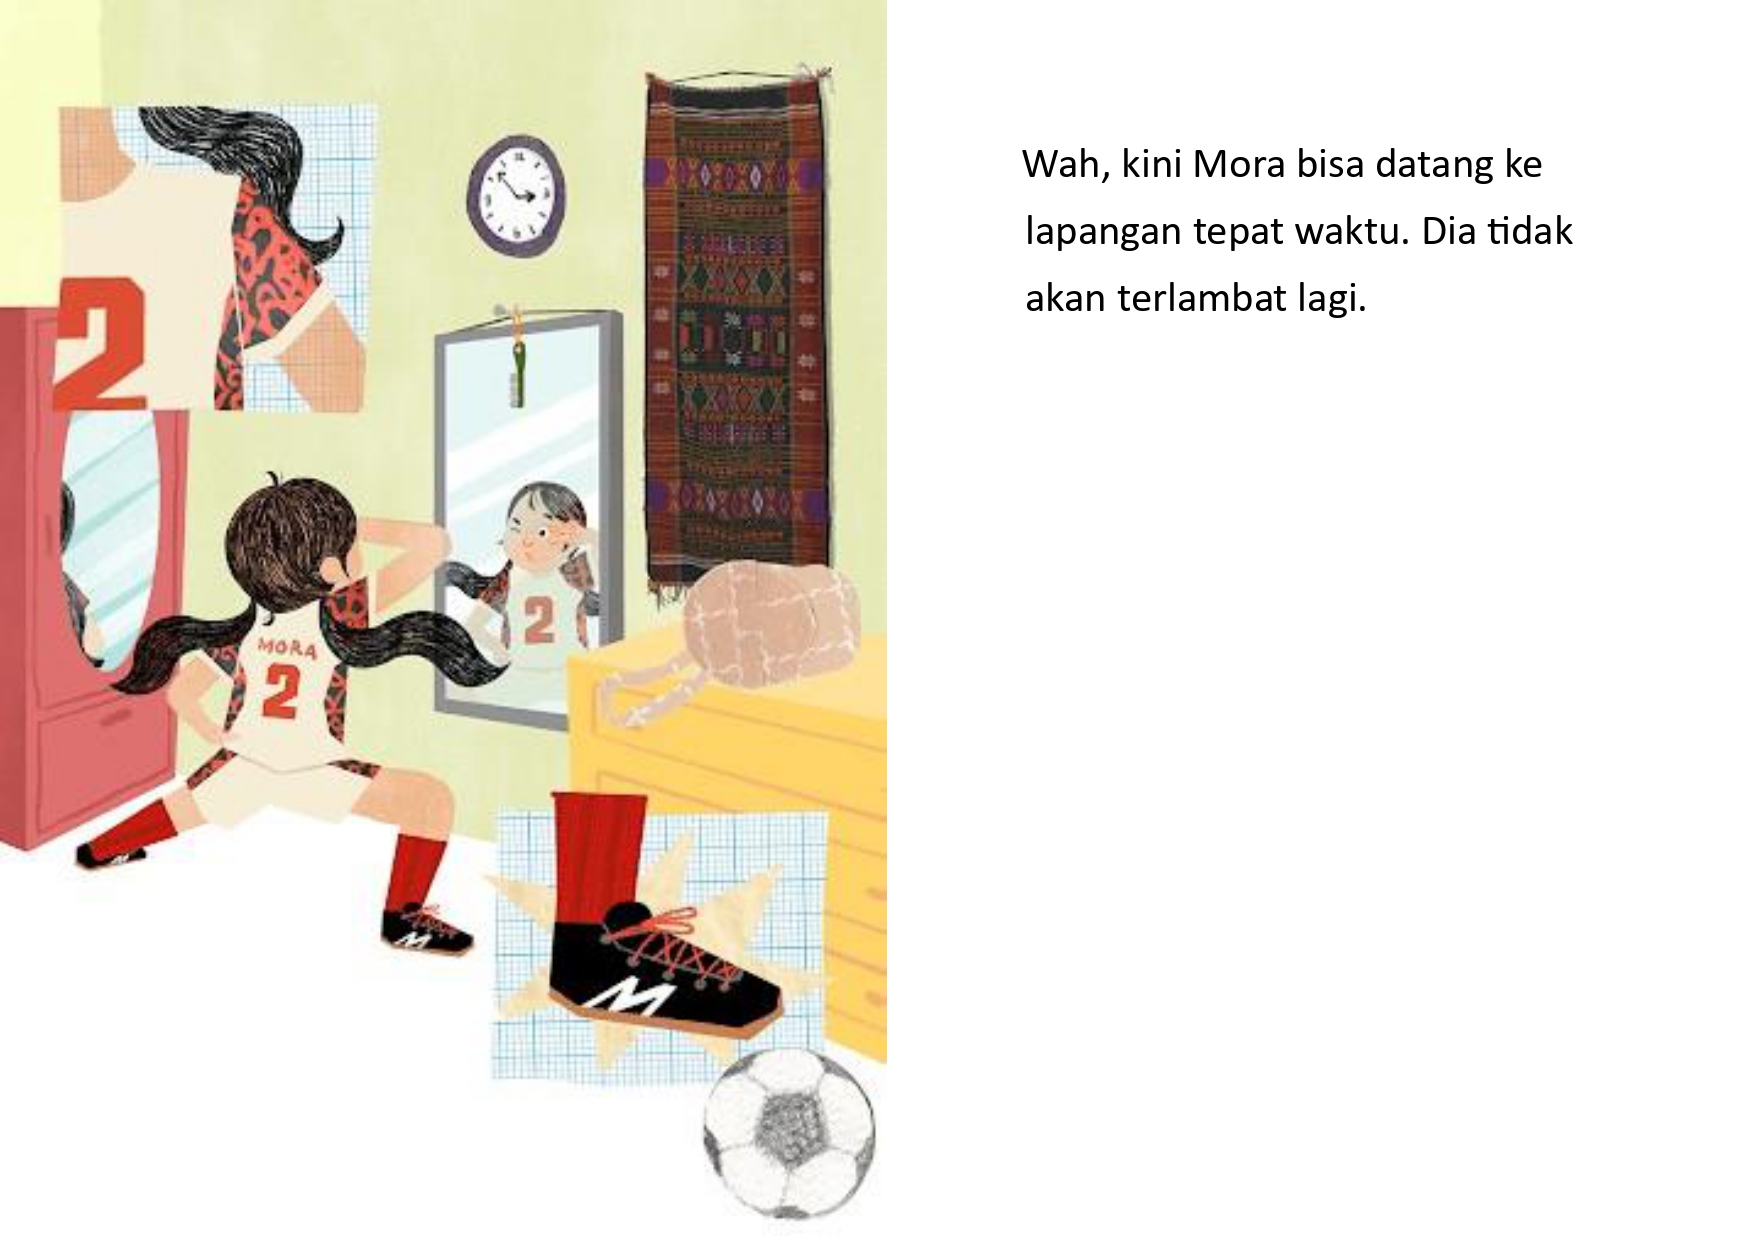 Wah, kini Mora bisa datang ke
lapangan tepat waktu. Dia tidak
akan terlambat lagi.
2
MORA
2
2
M
M